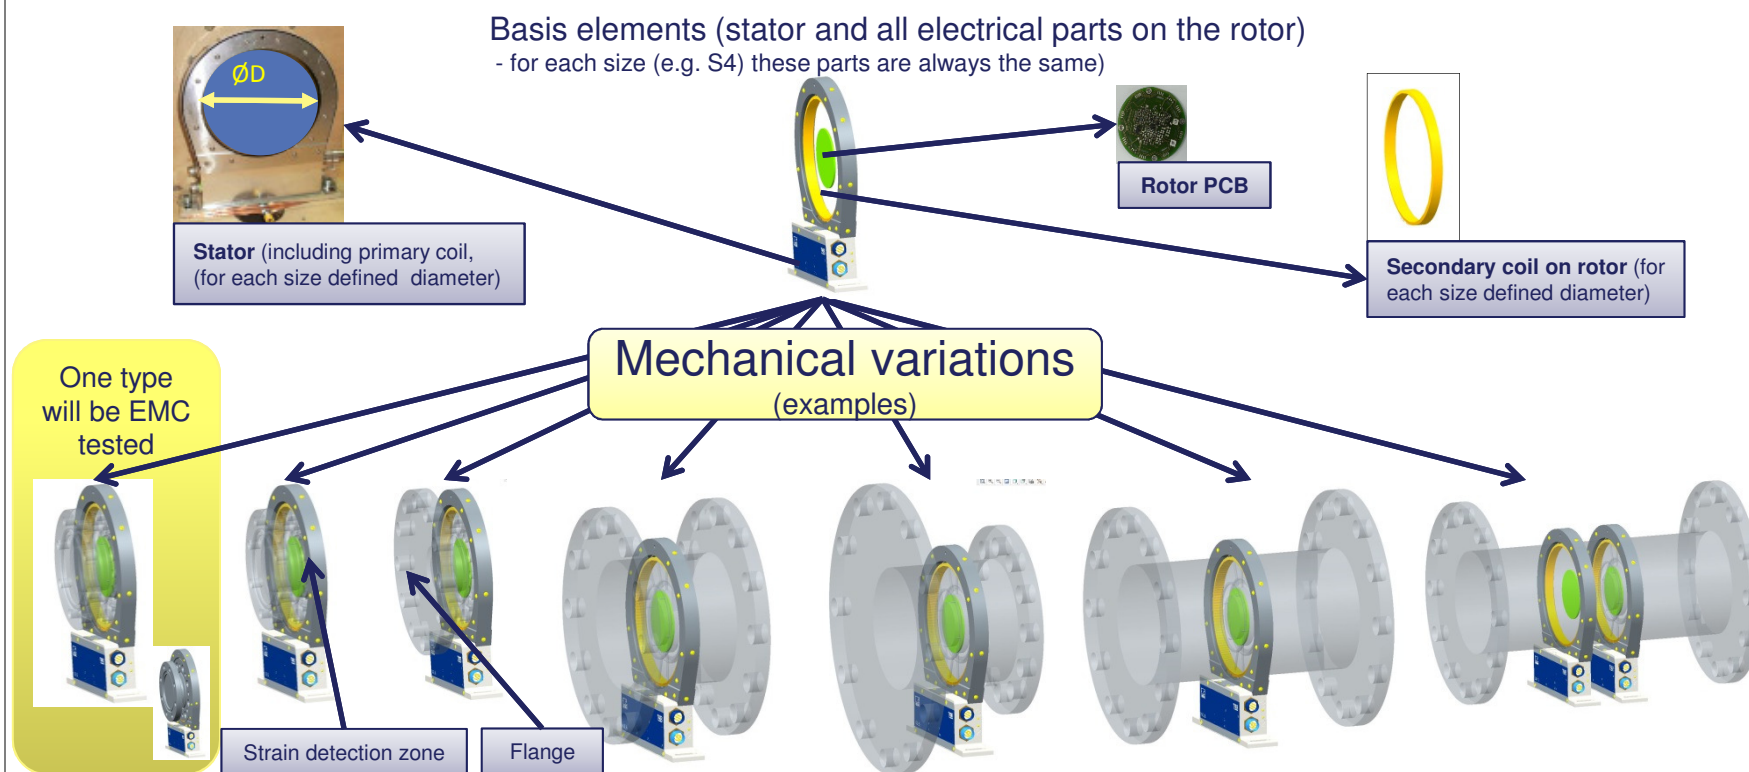 Basis elements (stator and all electrical parts on the rotor)
- for each size (e.g. S4) these parts are always the same)
ØD
Rotor PCB
Stator (including primary coil,
(for each size defined diameter)
Secondary coil on rotor (for
each size defined diameter)
Mechanical variations
(examples)
One type
will be EMC
tested
Strain detection zone
Flange